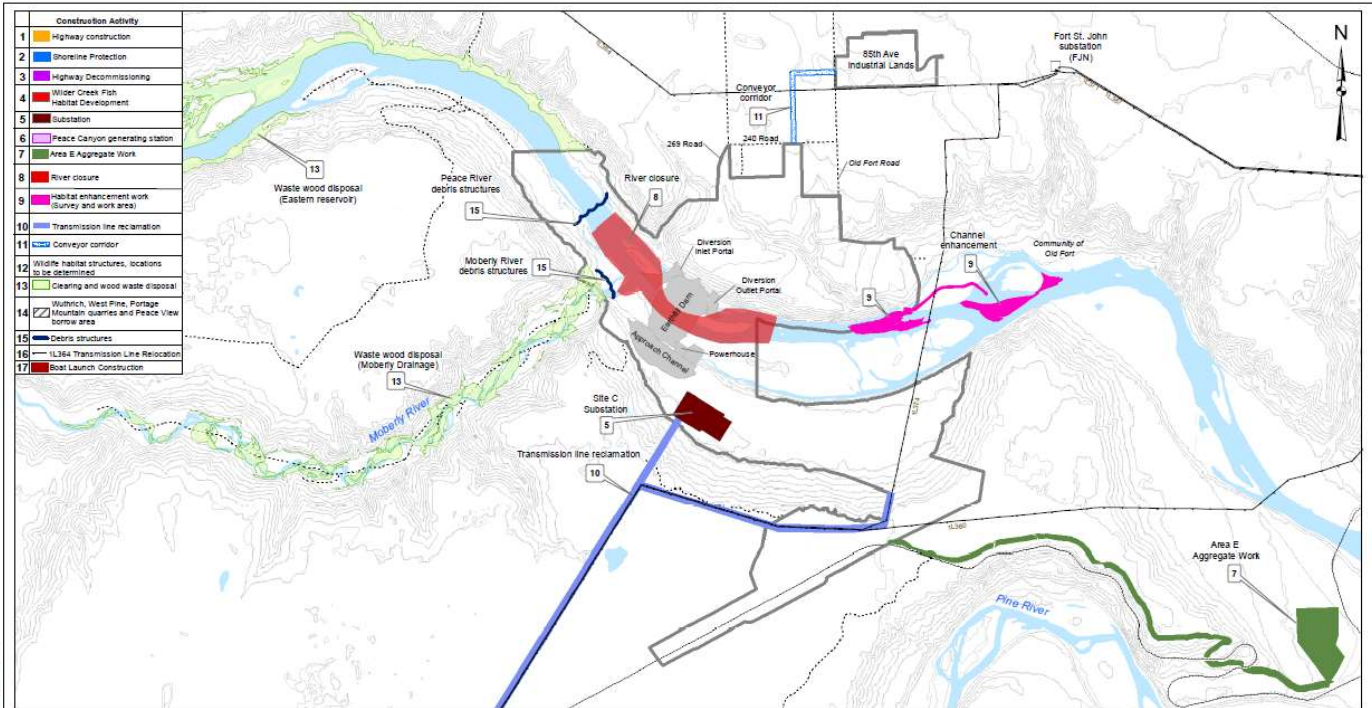 Construction Activity
1 Highway construction
2 Shoreline Protection
3 Highway Decommissioning
4 Wilder Creek Fish
Habitat Development
5 Substation
6 Peace Canyon generating station
7 Area E Aggregate Work
8 River closure
9 Habitat enhancement work
(Survey and work area)
10 Transmission line reclamation
11 Conveyor corridor
12 Wildlife habitat structures, locations
to be determined
13 Clearing and wood waste disposal
14 Wuthrich, West Pine, Portage
Mountain quarries and Peace View
borrow area
15 Debris structures
16 1L364 Transmission Line Relocation
17 Boat Launch Construction
N
Fort St. John
substation
(FJN)
85th Ave
Industrial Lands
Conveyor
corridor
11
240 Road
269 Road
Old Fort Road
13
Waste wood disposal
(Eastern reservoir)
Peace River
debris structures
15
River closure
8
Moberly River
debris structures
15
Diversion
Inlet Portal
Diversion
Outlet Portal
Earthfill Dam
Approach Channel
Powerhouse
Channel
enhancement
9
9
Community of
Old Fort
Waste wood disposal
(Moberly Drainage)
13
Moberly River
Site C
Substation
5
1L374
Transmission line reclamation
10
1L360
Area E
Aggregate Work
7
Pine River